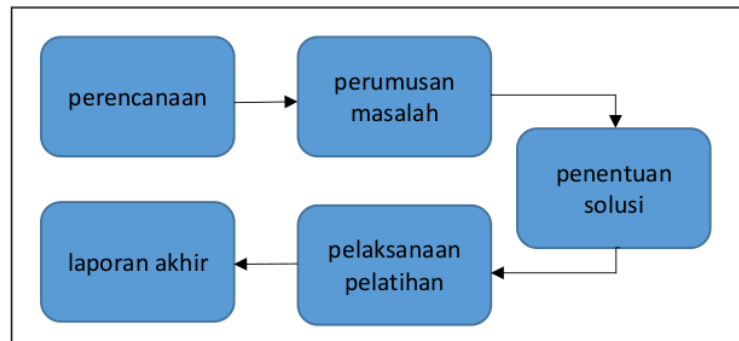 perencanaan
perumusan
masalah
penentuan
solusi
pelaksanaan
pelatihan
laporan akhir